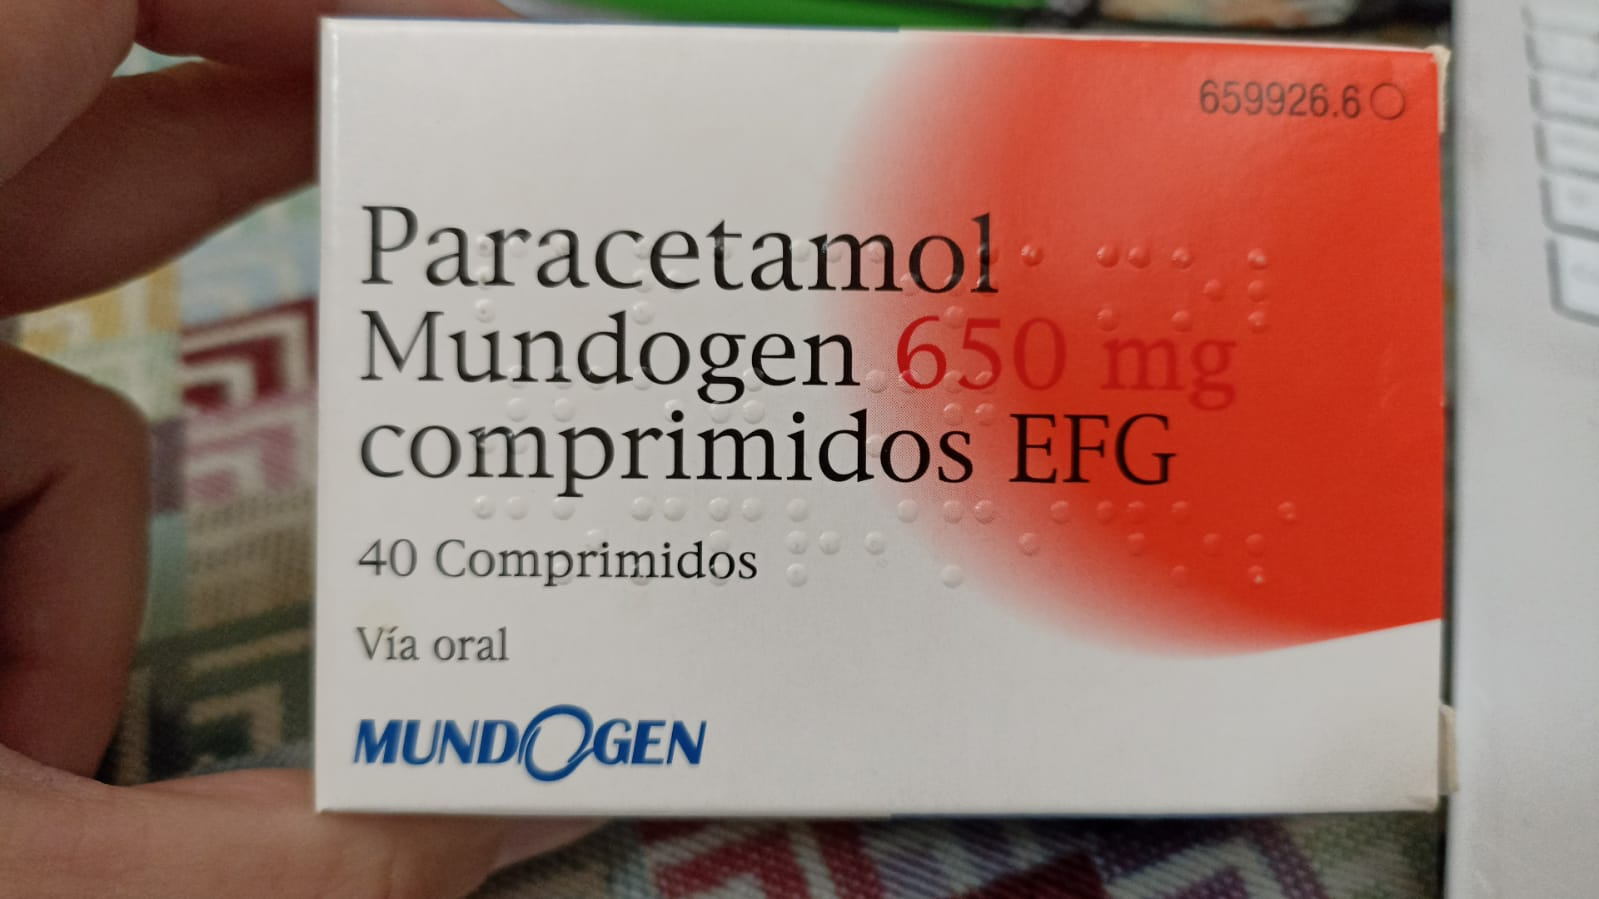 659926.6
Paracetamol
Mundogen 650 mg
comprimidos EFG
40 Comprimidos
Vía oral
MUNDOGEN